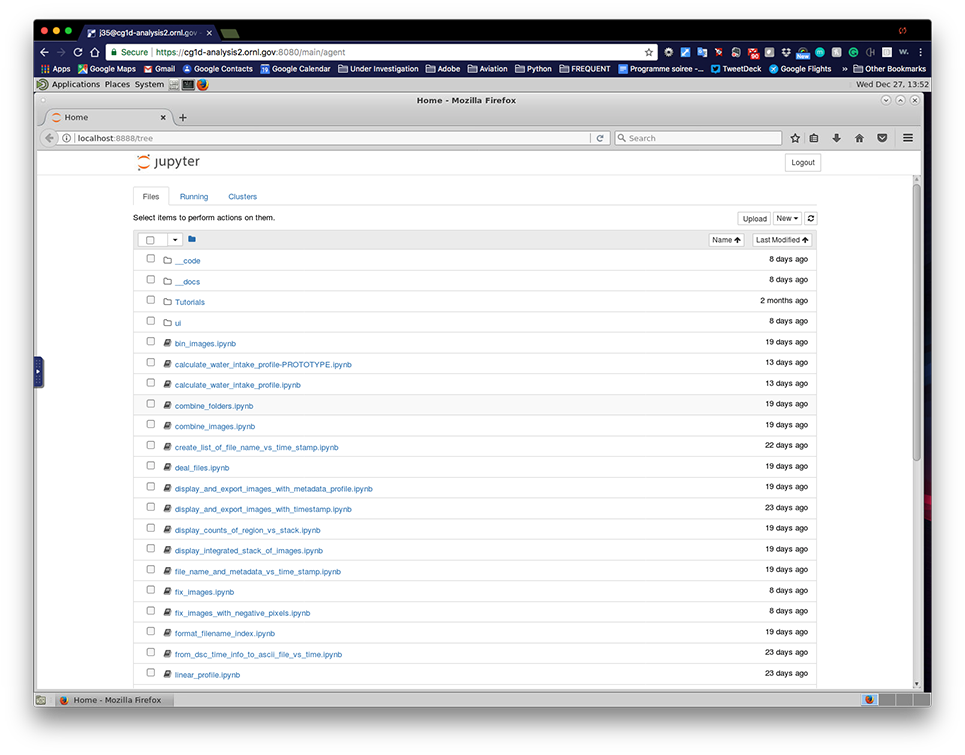 j35@cg1d-analysis2.ornl.gov -
Secure https://cg1d-analysis2.ornl.gov:8080/main/agent
Apps Google Maps Gmail Google Contacts Google Calendar Under Investigation Adobe Aviation Python FREQUENT Programme soiree -... TweetDeck Google Flights » Other Bookmarks
Applications Places System Wed Dec 27, 13:52
Home - Mozilla Firefox
Home
localhost:8888/tree Search
jupyter Logout
Files Running Clusters
Select items to perform actions on them. Upload New
Name Last Modified
__code 8 days ago
__docs 8 days ago
Tutorials 2 months ago
ui 8 days ago
bin_images.ipynb 19 days ago
calculate_water_intake_profile-PROTOTYPE.ipynb 13 days ago
calculate_water_intake_profile.ipynb 13 days ago
combine_folders.ipynb 19 days ago
combine_images.ipynb 19 days ago
create_list_of_file_name_vs_time_stamp.ipynb 22 days ago
deal_files.ipynb 19 days ago
display_and_export_images_with_metadata_profile.ipynb 19 days ago
display_and_export_images_with_timestamp.ipynb 23 days ago
display_counts_of_region_vs_stack.ipynb 19 days ago
display_integrated_stack_of_images.ipynb 19 days ago
file_name_and_metadata_vs_time_stamp.ipynb 19 days ago
fix_images.ipynb 8 days ago
fix_images_with_negative_pixels.ipynb 8 days ago
format_filename_index.ipynb 19 days ago
from_dsc_time_info_to_ascii_file_vs_time.ipynb 23 days ago
linear_profile.ipynb 23 days ago
Home - Mozilla Firefox